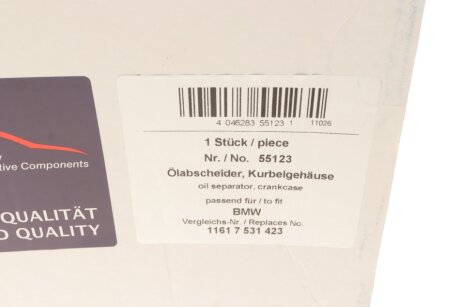 4 046283 55123 1 11026
1 Stück / piece
Nr. / No. 55123
Ölabscheider, Kurbelgehäuse
oil separator, crankcase
passend für / to fit
BMW
Vergleichs-Nr. / Replaces No.
1161 7 531 423
tive Components
QUALITÄT
D QUALITY